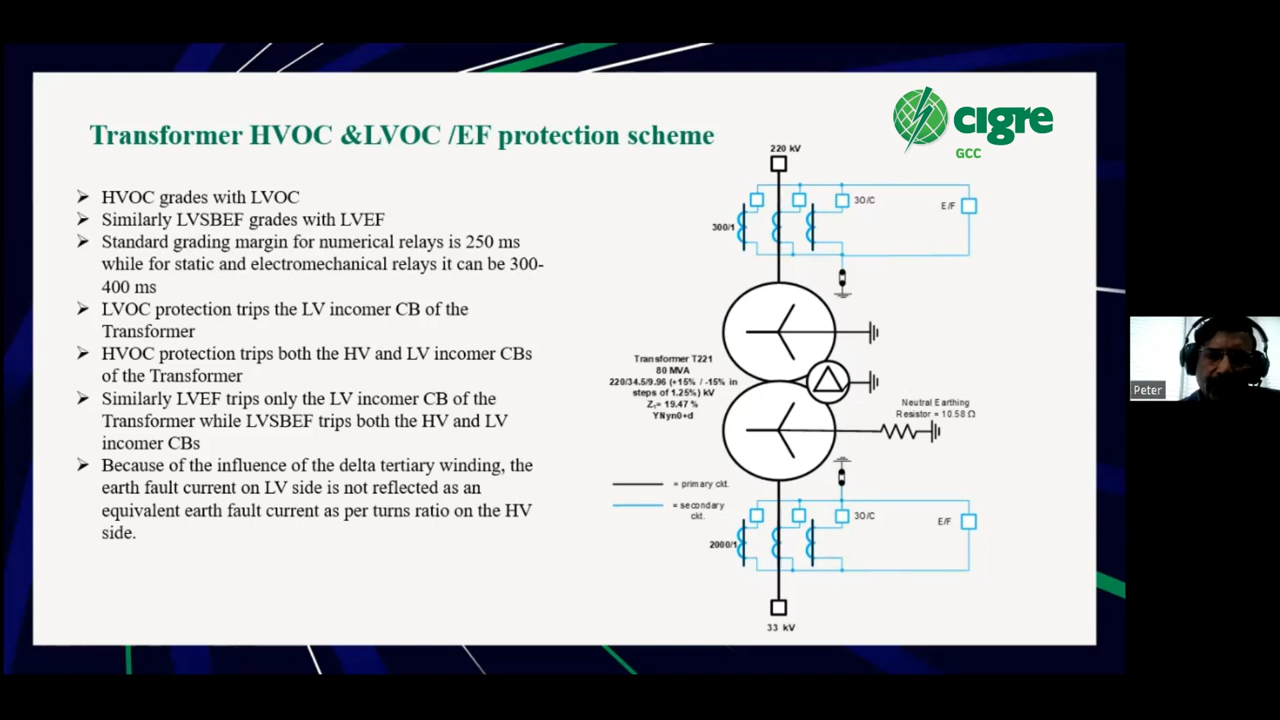 cigre
GCC
Transformer HVOC &LVOC /EF protection scheme
HVOC grades with LVOC
Similarly LVSBEF grades with LVEF
Standard grading margin for numerical relays is 250 ms
while for static and electromechanical relays it can be 300-
400 ms
LVOC protection trips the LV incomer CB of the
Transformer
HVOC protection trips both the HV and LV incomer CBs
of the Transformer
Similarly LVEF trips only the LV incomer CB of the
Transformer while LVSBEF trips both the HV and LV
incomer CBs
Because of the influence of the delta tertiary winding, the
earth fault current on LV side is not reflected as an
equivalent earth fault current as per turns ratio on the HV
side.
220 kV
3O/C
E/F
300/1
Transformer T221
80 MVA
220/34.5/9.96 (+15% / -15% in
steps of 1.25%) kV
Z₁= 19.47 %
YNyn0+d
Neutral Earthing
Resistor = 10.58 Ω
= primary ckt.
= secondary
ckt.
3O/C
E/F
2000/1
33 kV
Peter